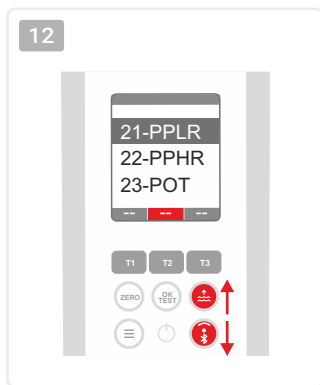 12
21-PPLR
22-PPHR
23-POT
-- -- --
T1 T2 T3
ZERO OK TEST